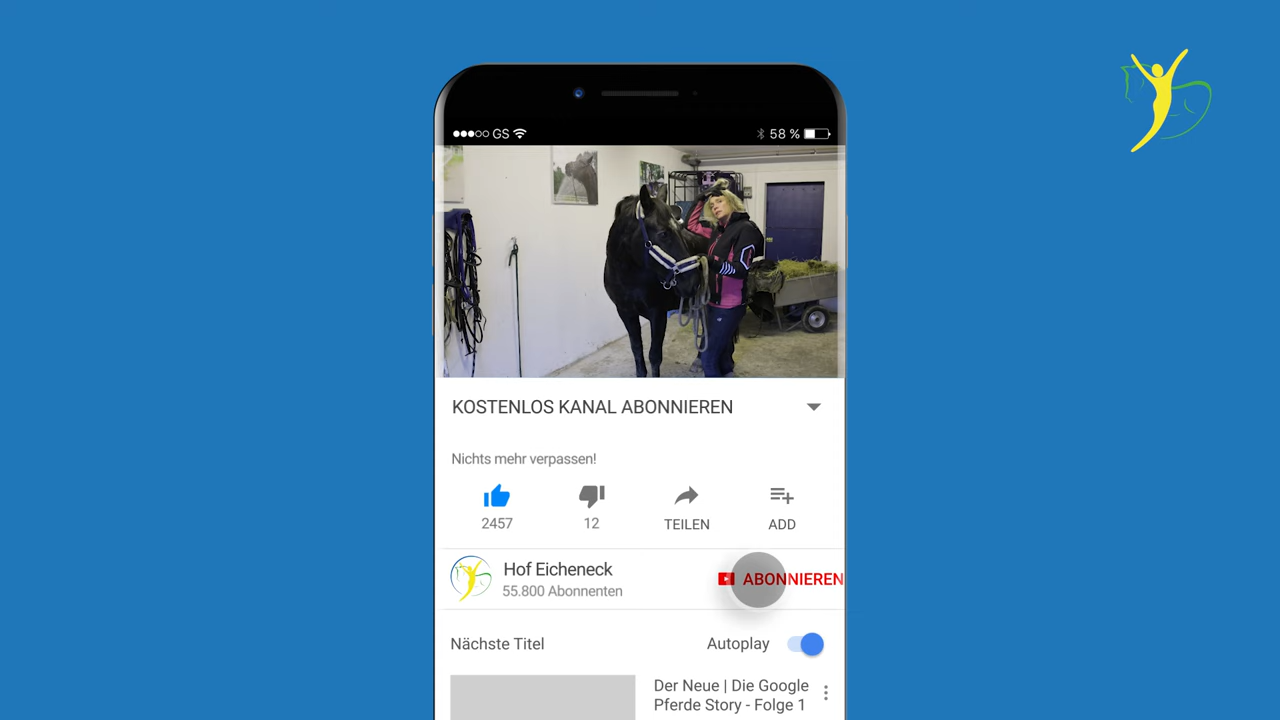 GS 58 %
KOSTENLOS KANAL ABONNIEREN
Nichts mehr verpassen!
2457 12 TEILEN ADD
Hof Eicheneck
55.800 Abonnenten
ABONNIEREN
Nächste Titel Autoplay
Der Neue | Die Google
Pferde Story - Folge 1